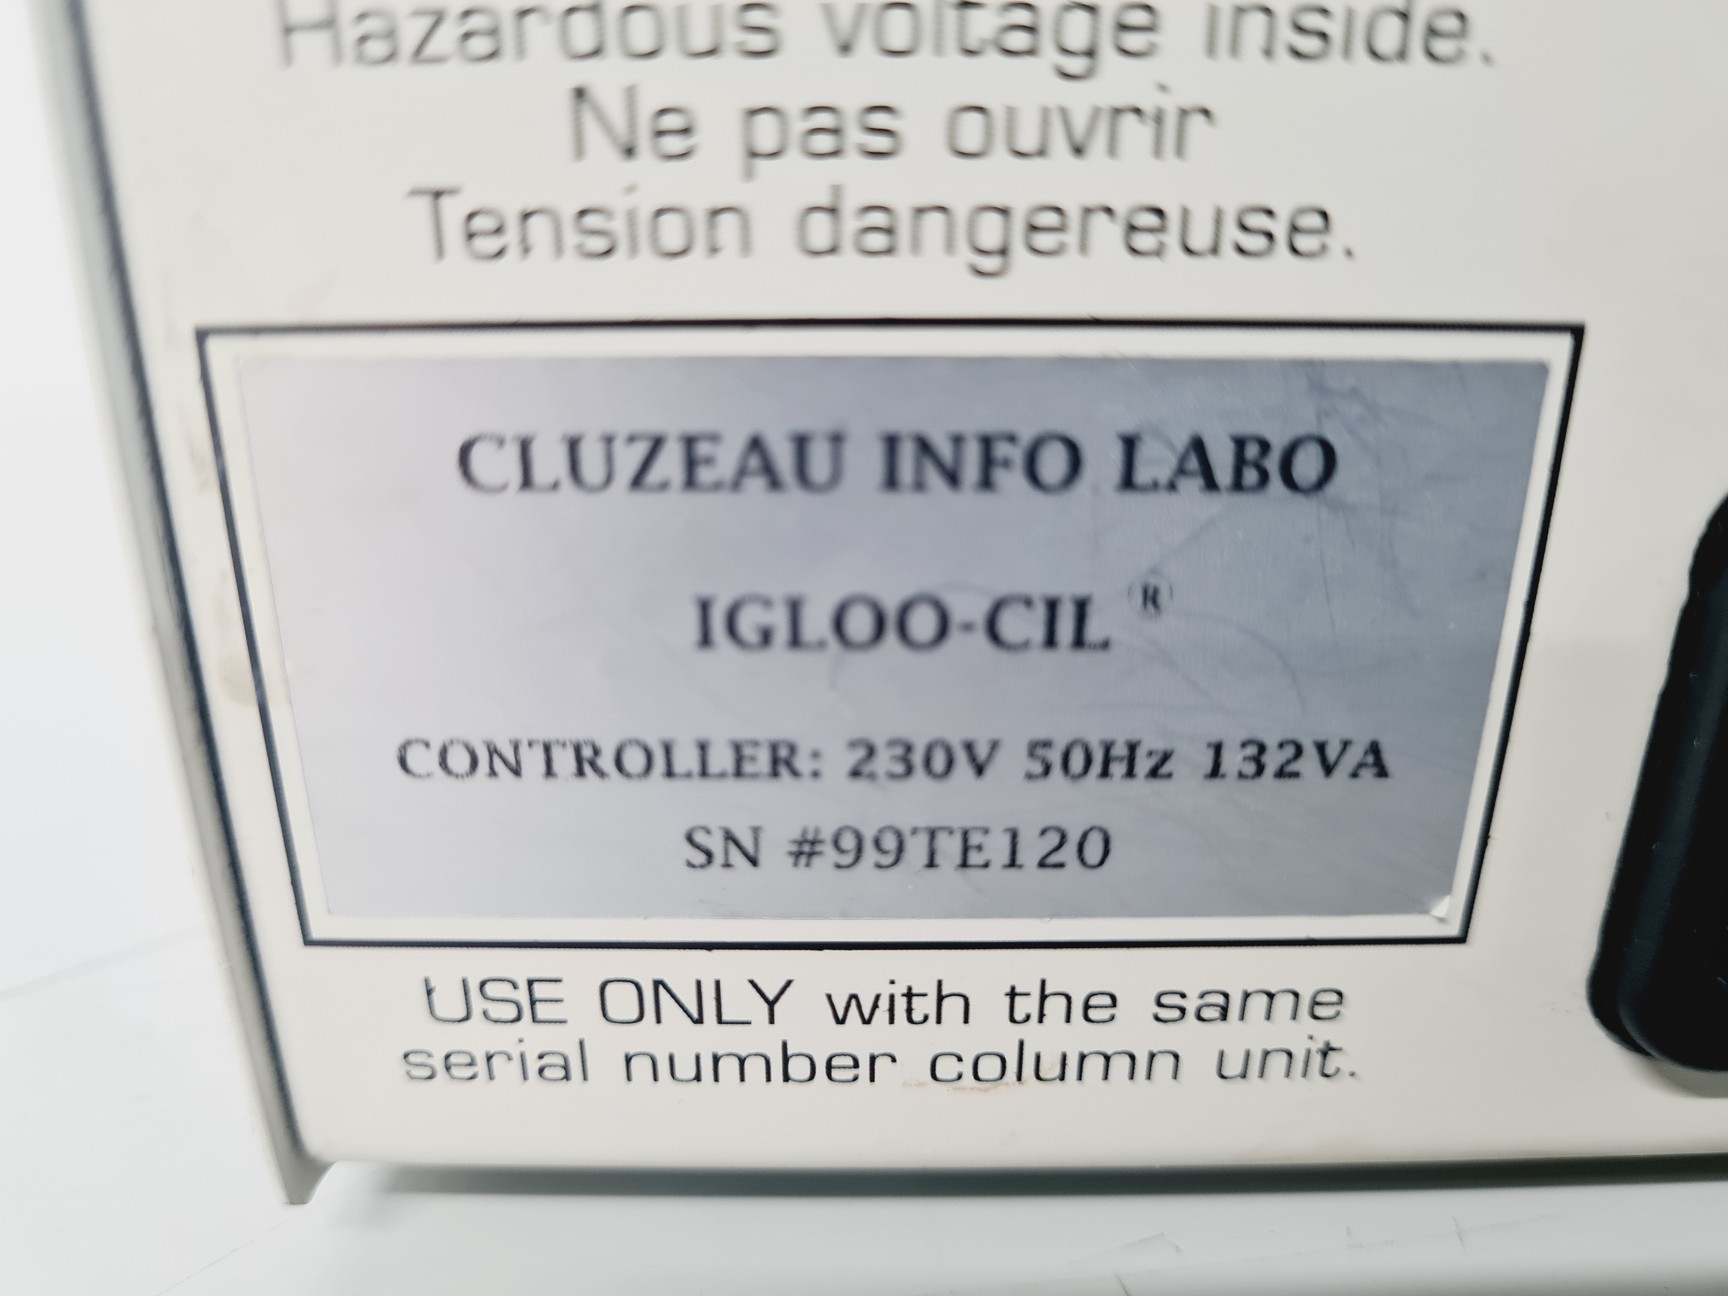 Hazardous voltage inside.
Ne pas ouvrir
Tension dangereuse.
CLUZEAU INFO LABO
IGLOO-CIL ®
CONTROLLER: 230V 50Hz 132VA
SN #99TE120
USE ONLY with the same
serial number column unit.